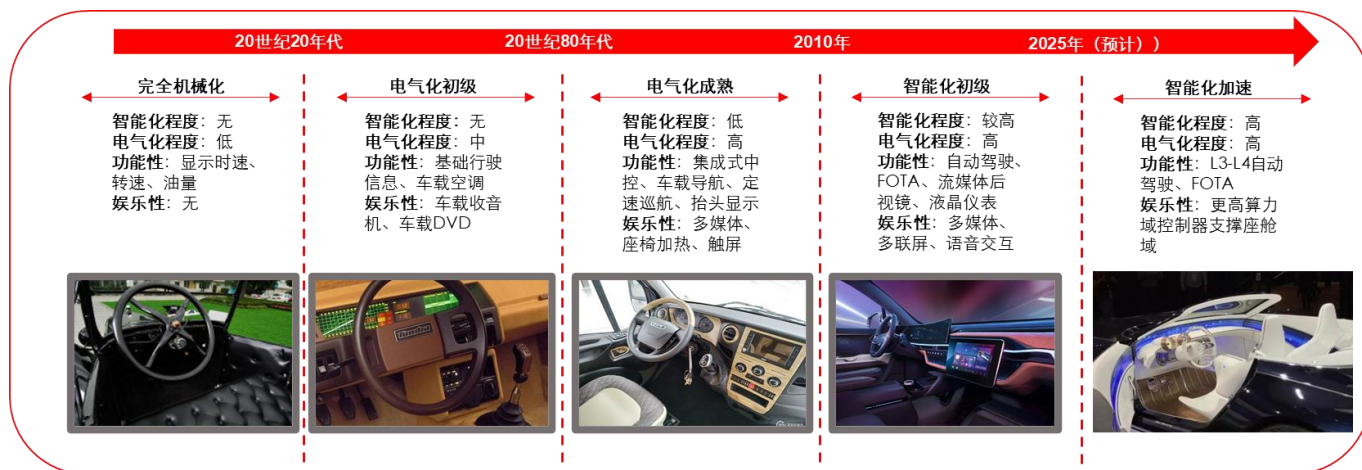 20世纪20年代
20世纪80年代
2010年
2025年（预计））
完全机械化
智能化程度：无
电气化程度：低
功能性：显示时速、
转速、油量
娱乐性：无
电气化初级
智能化程度：无
电气化程度：中
功能性：基础行驶
信息、车载空调
娱乐性：车载收音
机、车载DVD
电气化成熟
智能化程度：低
电气化程度：高
功能性：集成式中
控、车载导航、定
速巡航、抬头显示
娱乐性：多媒体、
座椅加热、触屏
智能化初级
智能化程度：较高
电气化程度：高
功能性：自动驾驶、
FOTA、流媒体后
视镜、液晶仪表
娱乐性：多媒体、
多联屏、语音交互
智能化加速
智能化程度：高
电气化程度：高
功能性：L3-L4自动
驾驶、FOTA
娱乐性：更高算力
域控制器支撑座舱
域